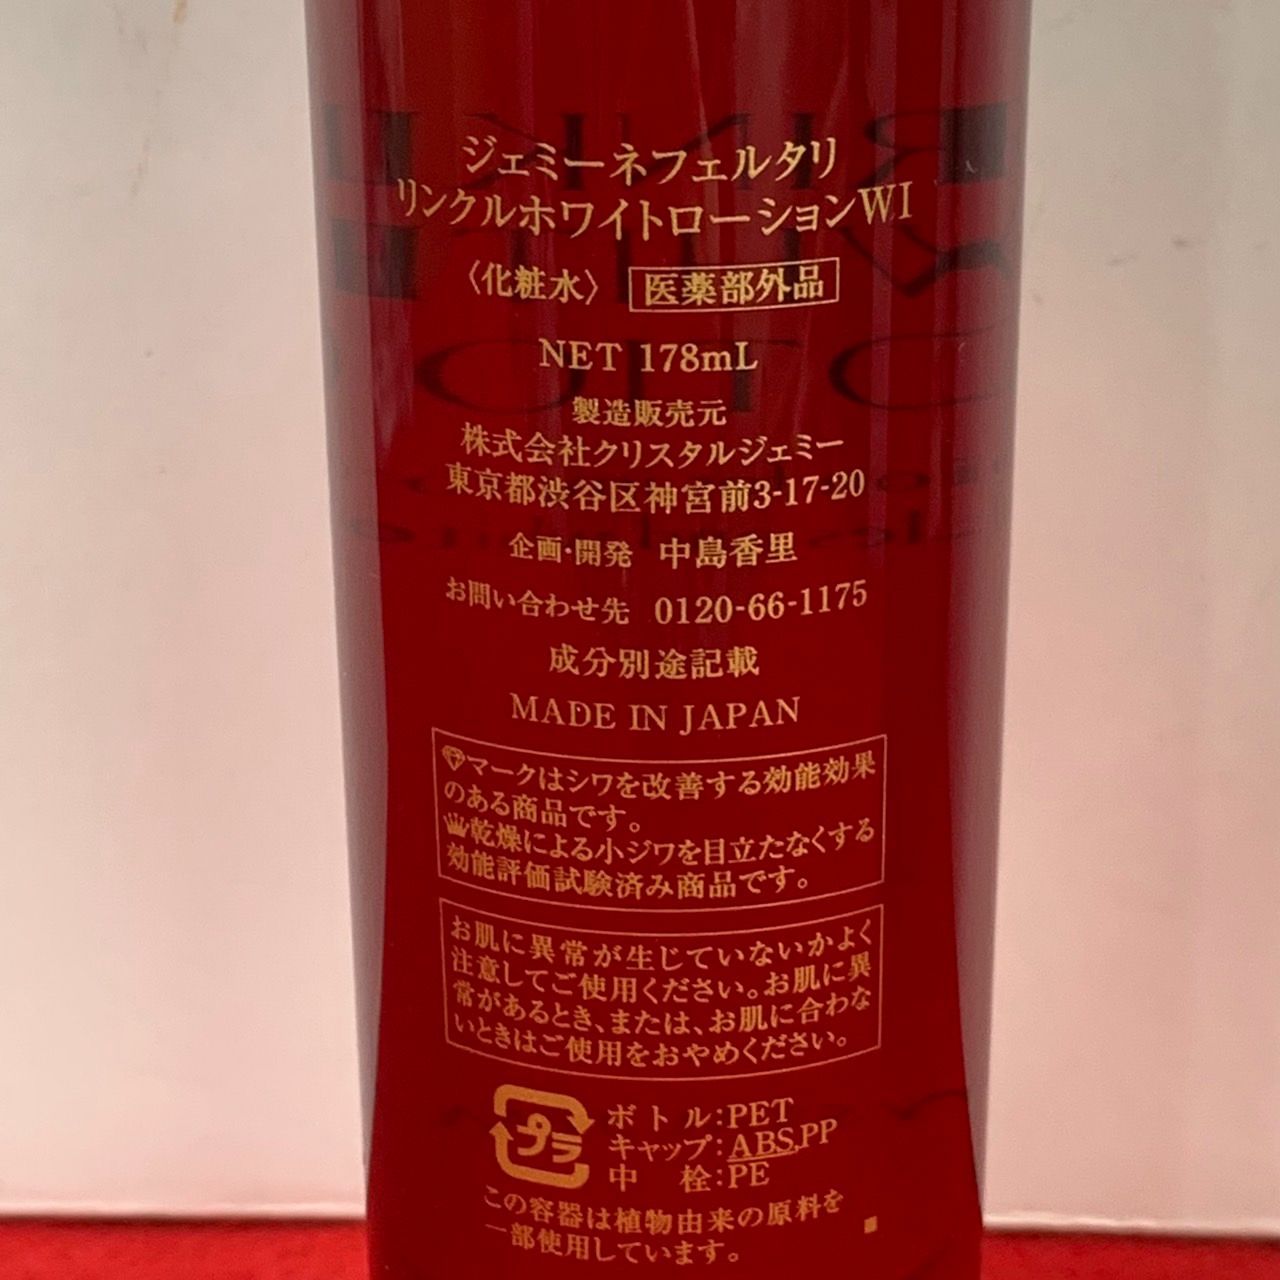 ジェミーネフェルタリ
リンクルホワイトローションWI
〈化粧水〉 医薬部外品
NET 178mL
製造販売元
株式会社クリスタルジェミー
東京都渋谷区神宮前3-17-20
企画・開発 中島香里
お問い合わせ先 0120-66-1175
成分別途記載
MADE IN JAPAN
マークはシワを改善する効能効果
のある商品です。
乾燥による小ジワを目立たなくする
効能評価試験済み商品です。
お肌に異常が生じていないかよく
注意してご使用ください。お肌に異
常があるとき、または、お肌に合わな
いときはご使用をおやめください。
プラ
ボトル:PET
キャップ:ABS,PP
中 栓:PE
この容器は植物由来の原料を
一部使用しています。